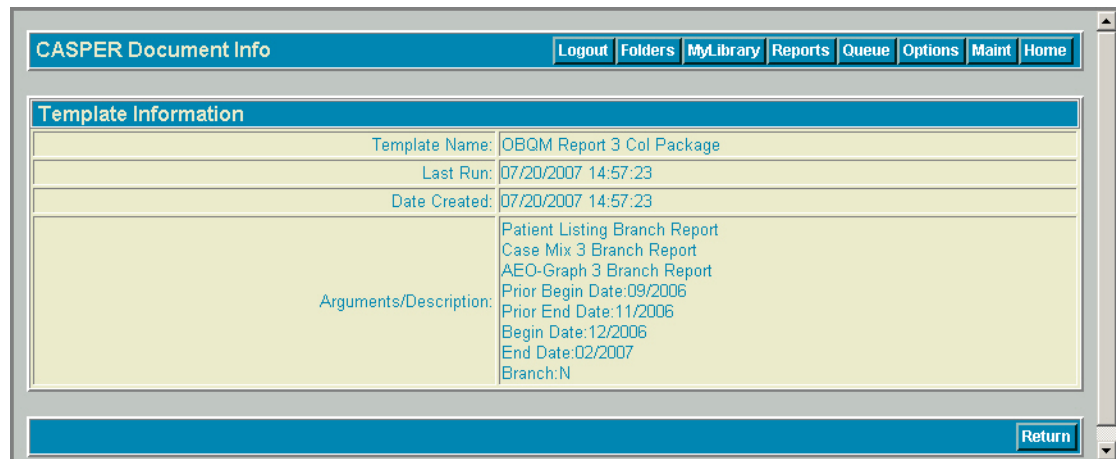 CASPER Document Info
Logout Folders MyLibrary Reports Queue Options Maint Home
Template Information
Template Name: OBQM Report 3 Col Package
Last Run: 07/20/2007 14:57:23
Date Created: 07/20/2007 14:57:23
Arguments/Description:
Patient Listing Branch Report
Case Mix 3 Branch Report
AEO-Graph 3 Branch Report
Prior Begin Date:09/2006
Prior End Date:11/2006
Begin Date:12/2006
End Date:02/2007
Branch:N
Return